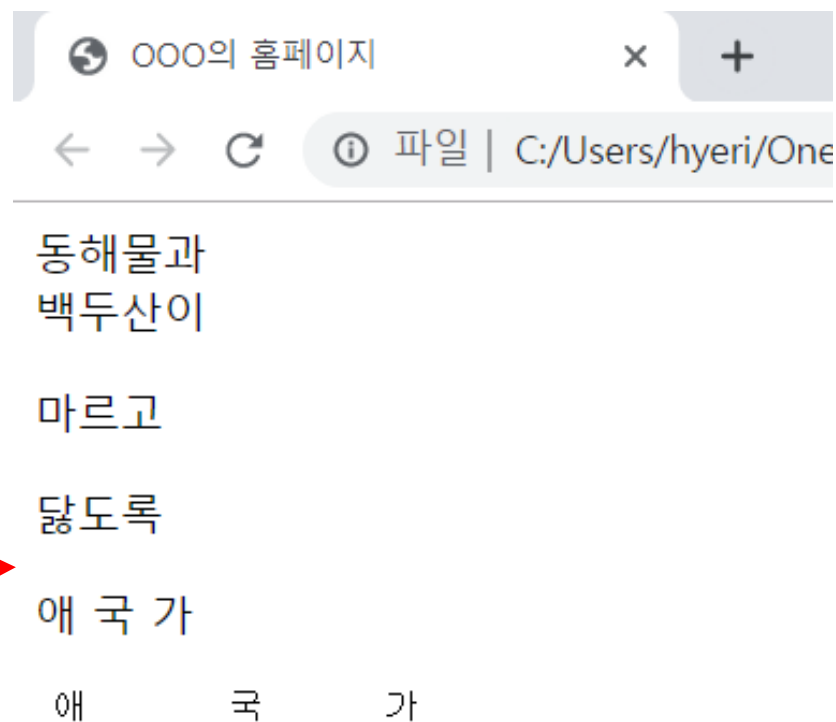 OOO의 홈페이지
파일 | C:/Users/hyeri/One
동해물과
백두산이
마르고
닳도록
애 국 가
애 국 가